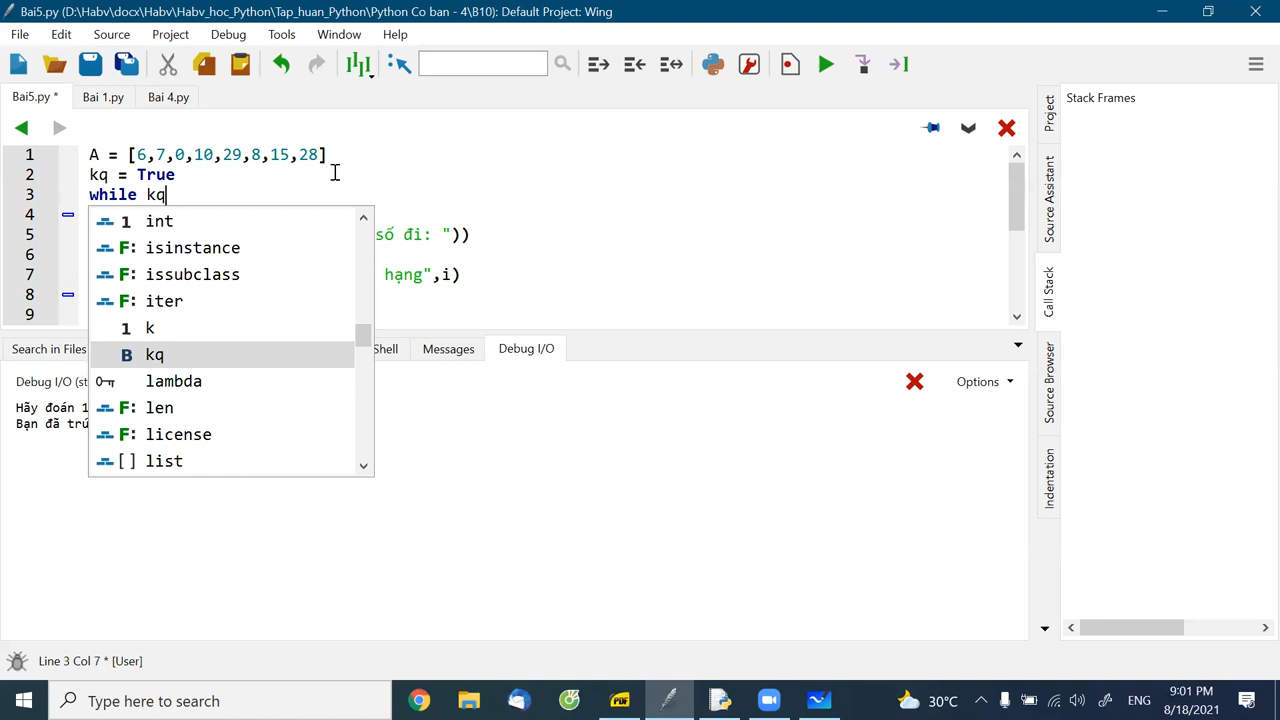 Bai5.py (D:\Habv\docx\Habv_hoc_Python\Tap_huan_Python\Python Co ban - 4\B10): Default Project: Wing
File Edit Source Project Debug Tools Window Help
Bai5.py * Bai 1.py Bai 4.py
Stack Frames
1 A = [6,7,0,10,29,8,15,28]
2 kq = True
3 while kq
4
5 số đi: "))
6
7 hạng",i)
8
9
1 int
F: isinstance
F: issubclass
F: iter
1 k
B kq
lambda
F: len
F: license
[] list
Search in Files Shell Messages Debug I/O
Debug I/O (st Options
Hãy đoán 1
Bạn đã trú
Project
Source Assistant
Call Stack
Source Browser
Indentation
Line 3 Col 7 * [User]
Type here to search
PDF
30°C
ENG
9:01 PM
8/18/2021